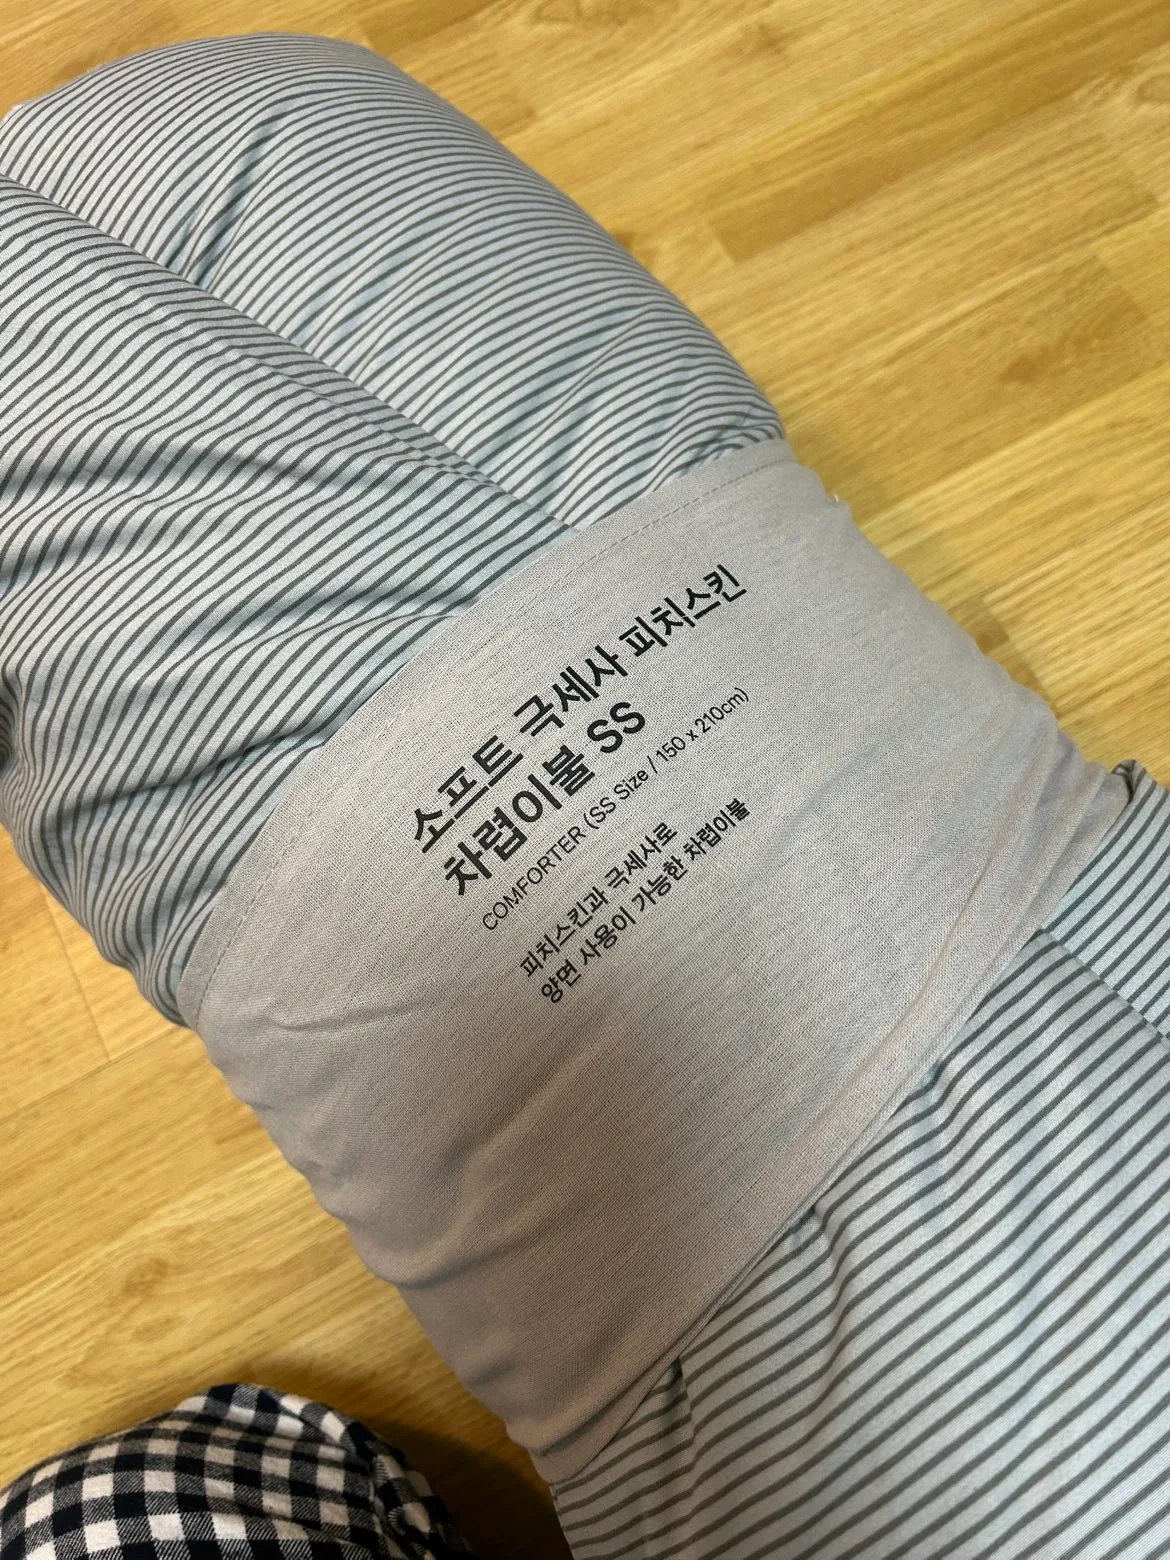 소프트 극세사 피치스킨
차렵이불 SS
COMFORTER (SS Size / 150 x 210cm)
피치스킨과 극세사로
양면 사용이 가능한 차렵이불